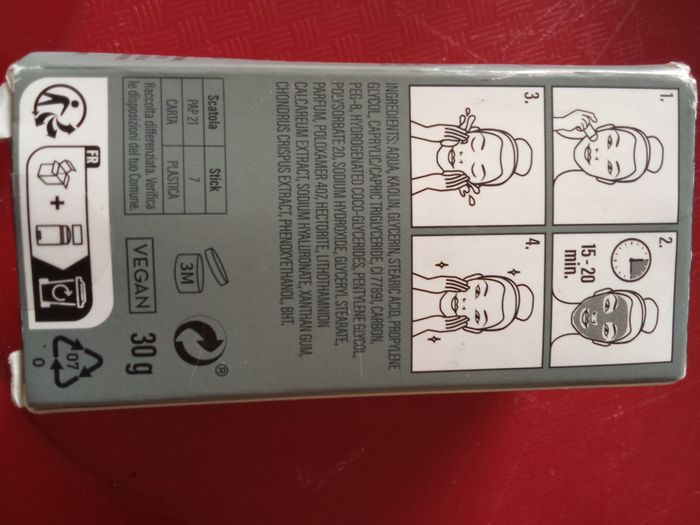 1.
2.
15 - 20
min.
3.
4.
INGREDIENTS: AQUA, KAOLIN, GLYCERIN, STEARIC ACID, PROPYLENE
GLYCOL, CAPRYLIC/CAPRIC TRIGLYCERIDE, CI 77891, CARBON,
PEG-8, HYDROGENATED COCO-GLYCERIDES, PENTYLENE GLYCOL,
POLYSORBATE 20, SODIUM HYDROXIDE, GLYCERYL STEARATE,
PARFUM, POLOXAMER 407, HECTORITE, LITHOTHAMNION
CALCAREUM EXTRACT, SODIUM HYALURONATE, XANTHAN GUM,
CHONDRUS CRISPUS EXTRACT, PHENOXYETHANOL, BHT.
Scatola Stick
PAP 21 7
CARTA PLASTICA
Raccolta differenziata. Verifica
le disposizioni del tuo Comune.
3M
®
VEGAN
30 g
FR
+
07
O